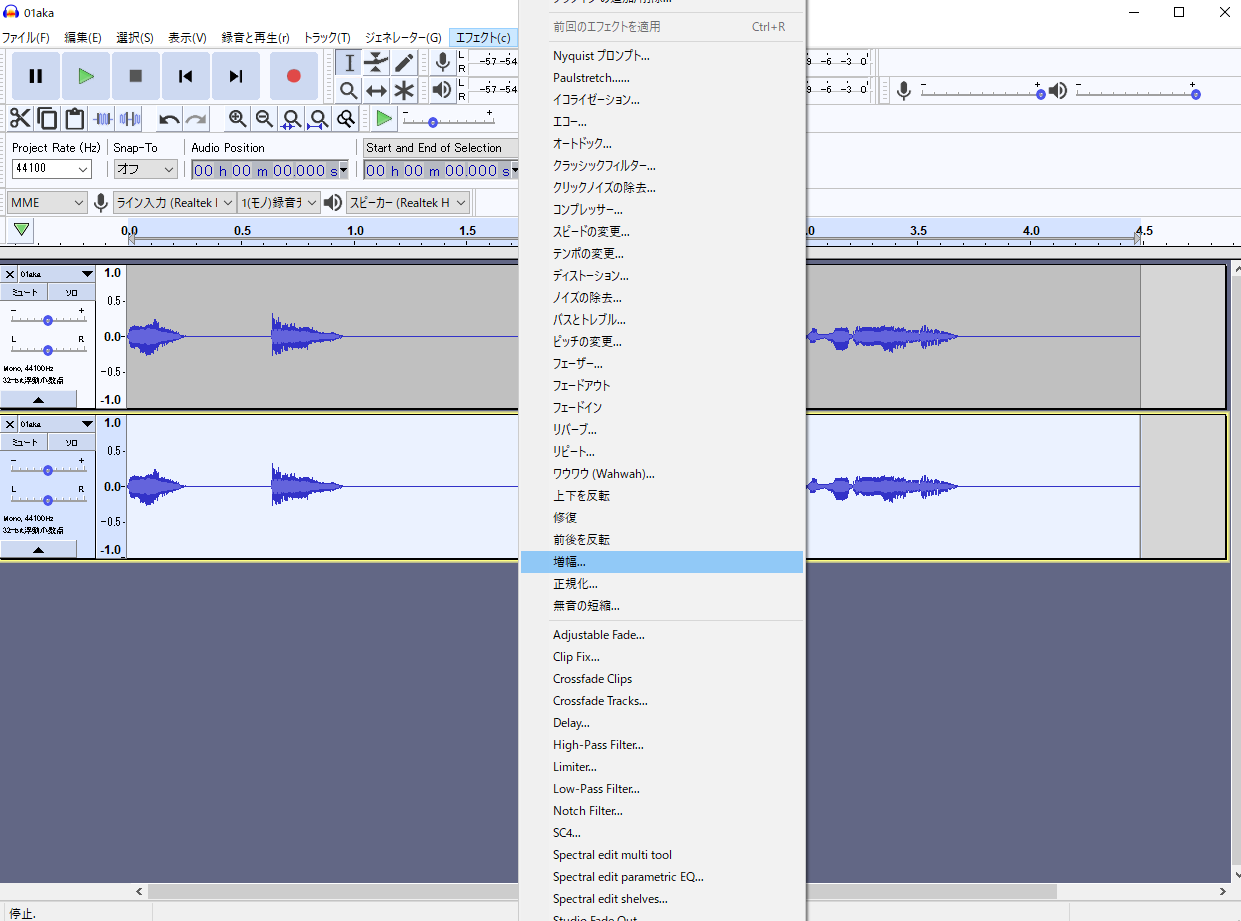 01aka
ファイル(F) 編集(E) 選択(S) 表示(V) 録音と再生(r) トラック(T) ジェネレーター(G) エフェクト(c)
L
R
-57 -54
-6 -3 0
L
R
-57 -54
-6 -3 0
- +
- +
- +
Project Rate (Hz) Snap-To Audio Position Start and End of Selection
44100 オフ 00 h 00 m 00.000 s 00 h 00 m 00.000 s
MME ライン入力 (Realtek 1(モノ)録音チ スピーカー (Realtek H
0.0 0.5 1.0 1.5 3.5 4.0 4.5
01aka
ミュート ソロ
- +
L R
Mono, 44100Hz
32-bit浮動小数点
1.0
0.5-
0.0-
-0.5-
-1.0
01aka
ミュート ソロ
- +
L R
Mono, 44100Hz
32-bit浮動小数点
1.0
0.5-
0.0-
-0.5-
-1.0
前回のエフェクトを適用 Ctrl+R
Nyquist プロンプト...
Paulstretch......
イコライゼーション...
エコー...
オートドック...
クラッシックフィルター...
クリックノイズの除去...
コンプレッサー...
スピードの変更...
テンポの変更...
ディストーション...
ノイズの除去...
バスとトレブル...
ピッチの変更...
フェーザー...
フェードアウト
フェードイン
リバーブ...
リピート...
ワウワウ (Wahwah)...
上下を反転
修復
前後を反転
増幅...
正規化...
無音の短縮...
Adjustable Fade...
Clip Fix...
Crossfade Clips
Crossfade Tracks...
Delay...
High-Pass Filter...
Limiter...
Low-Pass Filter...
Notch Filter...
SC4...
Spectral edit multi tool
Spectral edit parametric EQ...
Spectral edit shelves...
Studio Fade Out
停止.